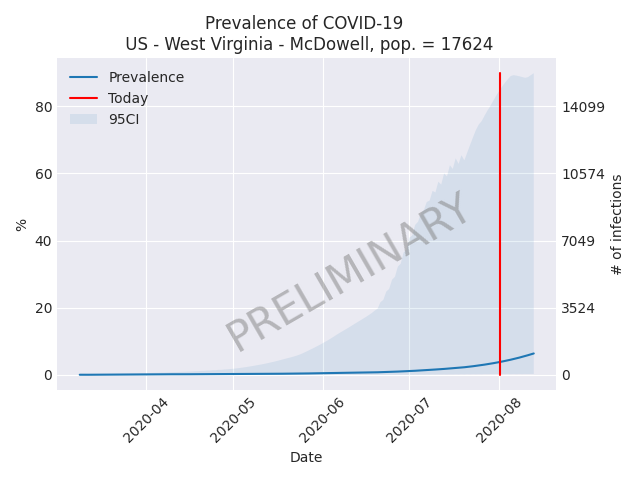 Prevalence of COVID-19
US - West Virginia - McDowell, pop. = 17624
Prevalence
Today
95CI
80
60
40
20
0
%
14099
10574
7049
3524
0
# of infections
PRELIMINARY
2020-04
2020-05
2020-06
2020-07
2020-08
Date